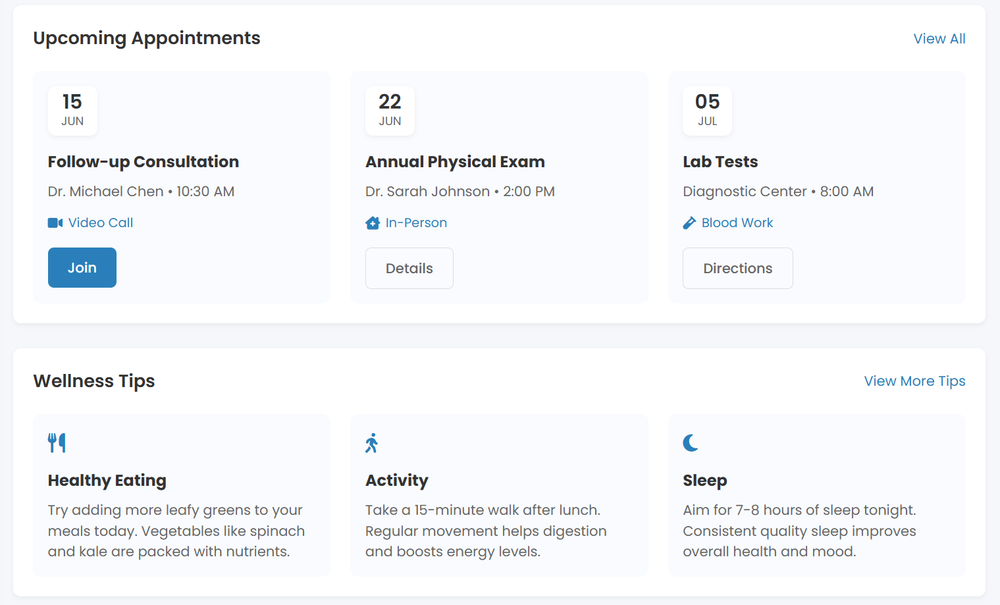 Upcoming Appointments
View All
15
JUN
Follow-up Consultation
Dr. Michael Chen • 10:30 AM
Video Call
Join
22
JUN
Annual Physical Exam
Dr. Sarah Johnson • 2:00 PM
In-Person
Details
05
JUL
Lab Tests
Diagnostic Center • 8:00 AM
Blood Work
Directions
Wellness Tips
View More Tips
Healthy Eating
Try adding more leafy greens to your
meals today. Vegetables like spinach
and kale are packed with nutrients.
Activity
Take a 15-minute walk after lunch.
Regular movement helps digestion
and boosts energy levels.
Sleep
Aim for 7-8 hours of sleep tonight.
Consistent quality sleep improves
overall health and mood.